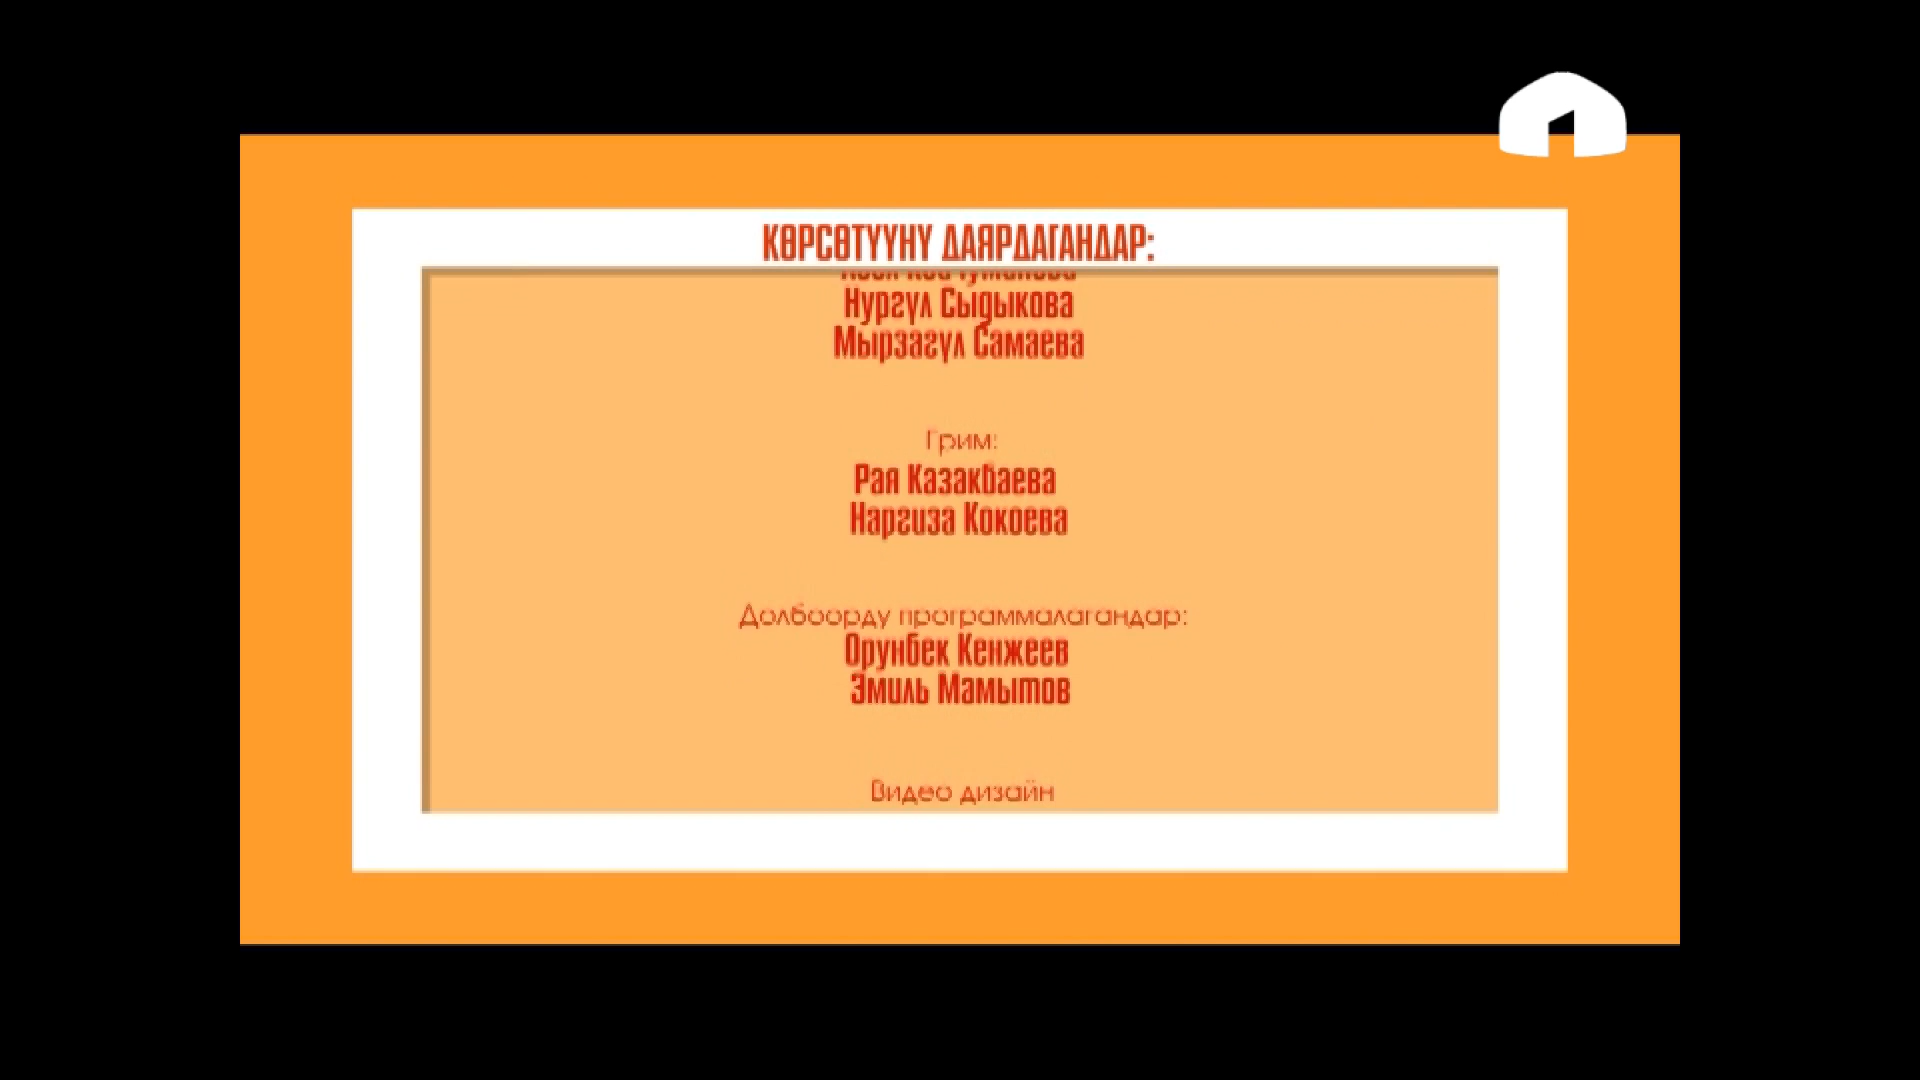 КӨРСӨТҮҮНҮ ДАЯРДАГАНДАР:
Нургүл Сыдыкова
Мырзагүл Самаева
Грим:
Рая Казакбаева
Наргиза Кокоева
Долбоорду программалагандар:
Орунбек Кенжеев
Эмиль Мамытов
Видео дизайн